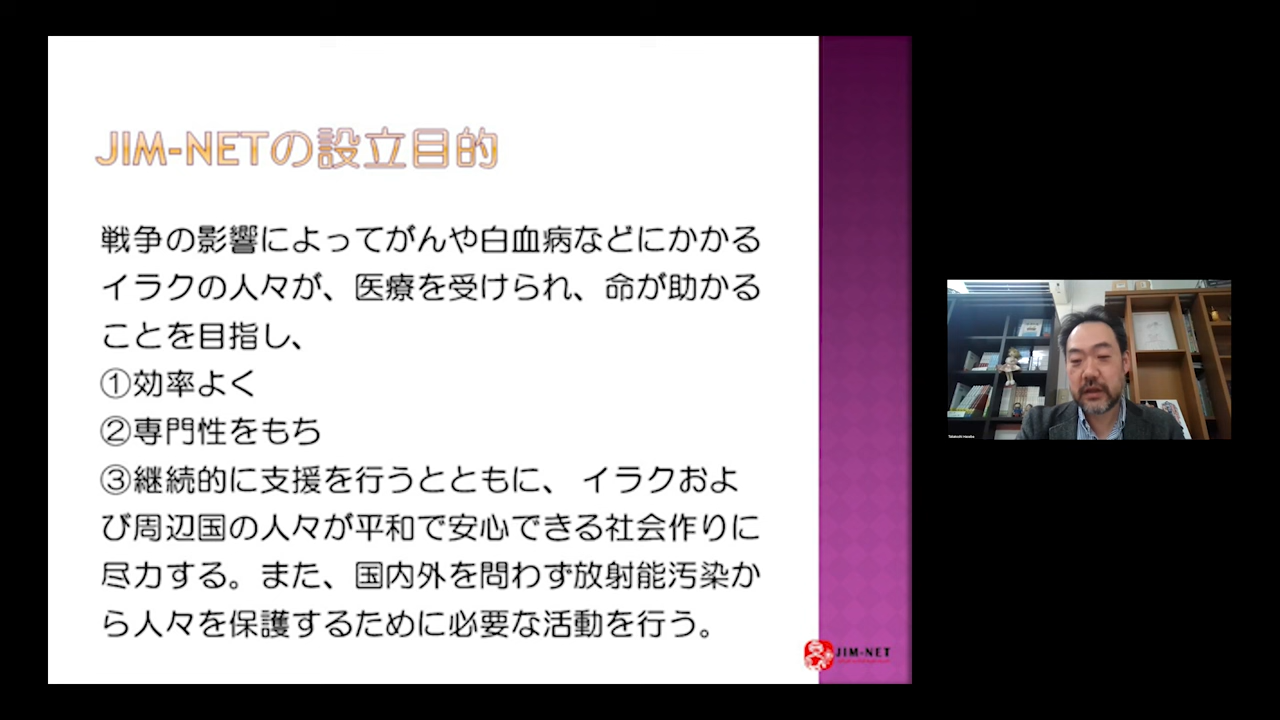 JIM-NETの設立目的
戦争の影響によってがんや白血病などにかかる
イラクの人々が、医療を受けられ、命が助かる
ことを目指し、
①効率よく
②専門性をもち
③継続的に支援を行うとともに、 イラクおよ
び周辺国の人々が平和で安心できる社会作りに
尽力する。また、国内外を問わず放射能汚染か
ら人々を保護するために必要な活動を行う。
JIM-NET